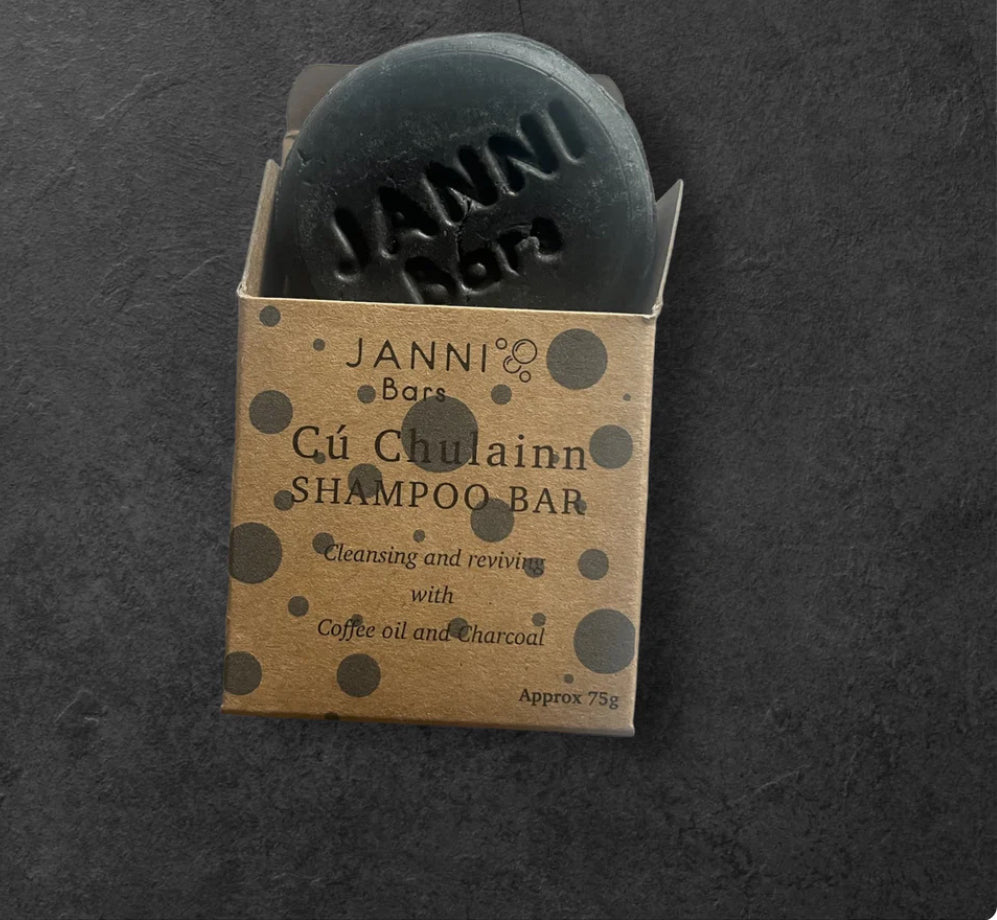 JANNI
Bars
JANNI
Bars
Cú Chulainn
SHAMPOO BAR
Cleansing and reviving
with
Coffee oil and Charcoal
Approx 75g